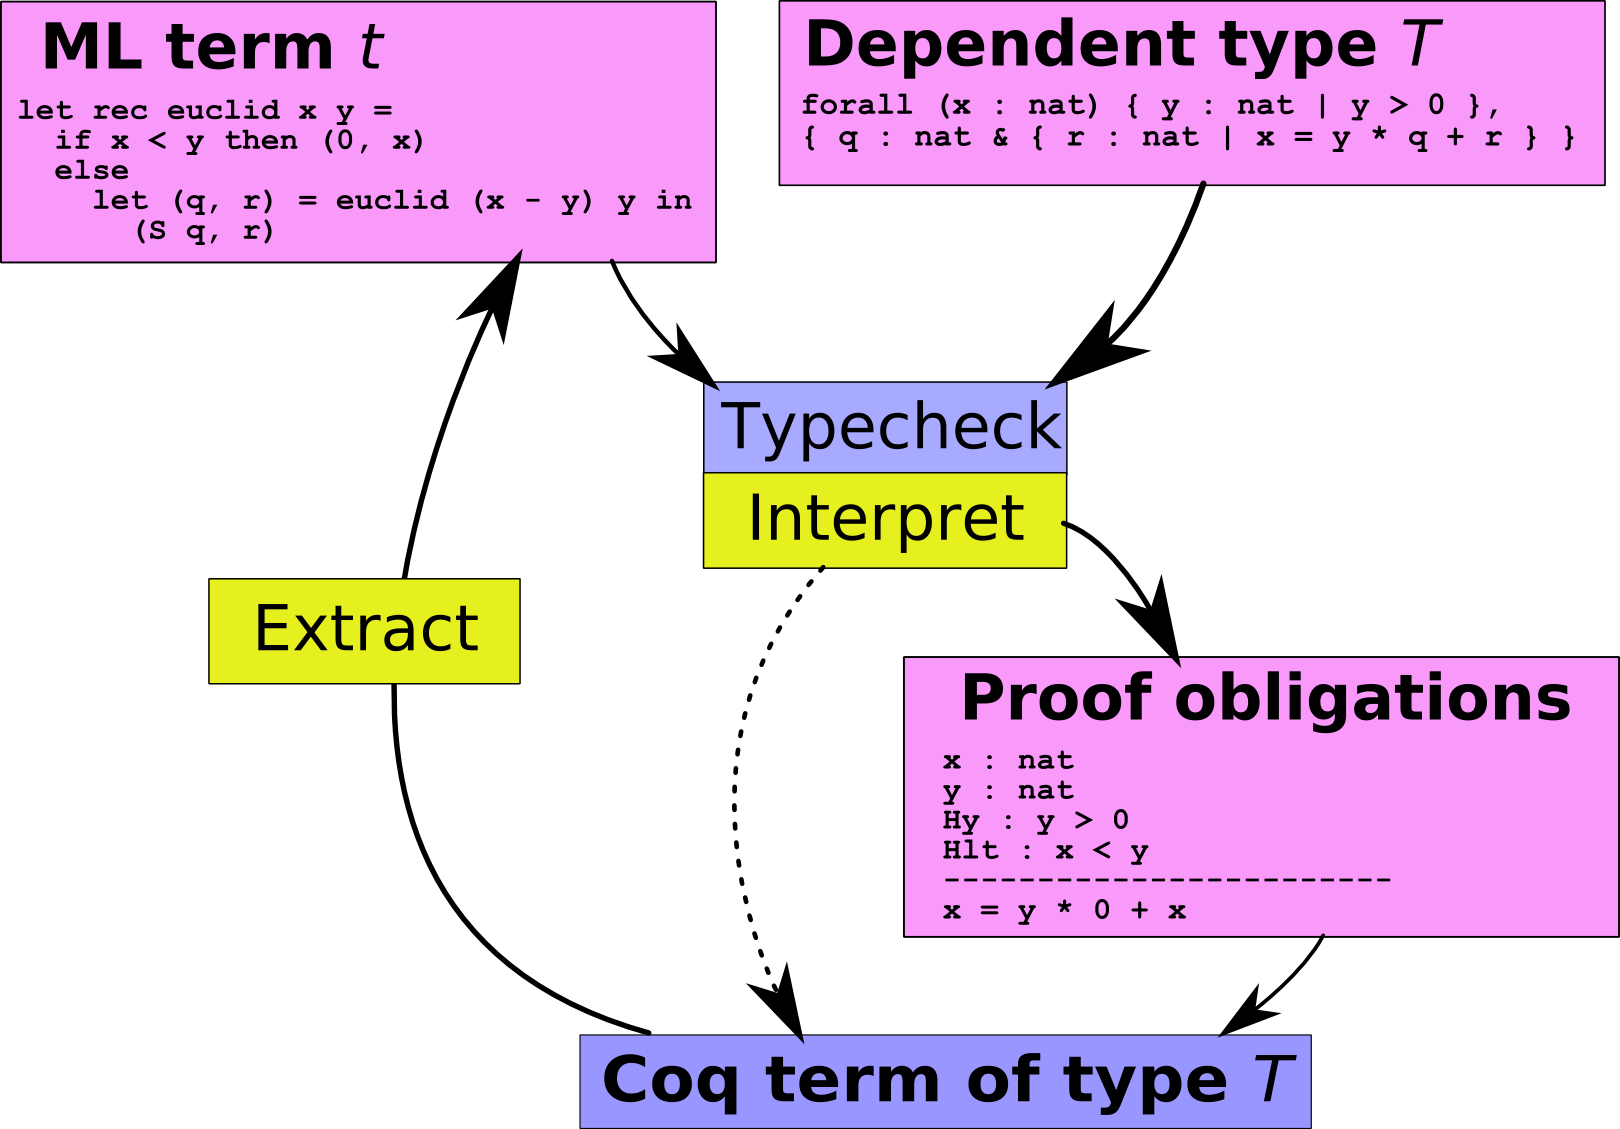 ML term t
let rec euclid x y =
  if x < y then (0, x)
  else
    let (q, r) = euclid (x - y) y in
      (S q, r)
Dependent type T
forall (x : nat) { y : nat | y > 0 },
{ q : nat & { r : nat | x = y * q + r } }
Typecheck
Interpret
Extract
Proof obligations
x : nat
y : nat
Hy : y > 0
Hlt : x < y
------------------------
x = y * 0 + x
Coq term of type T